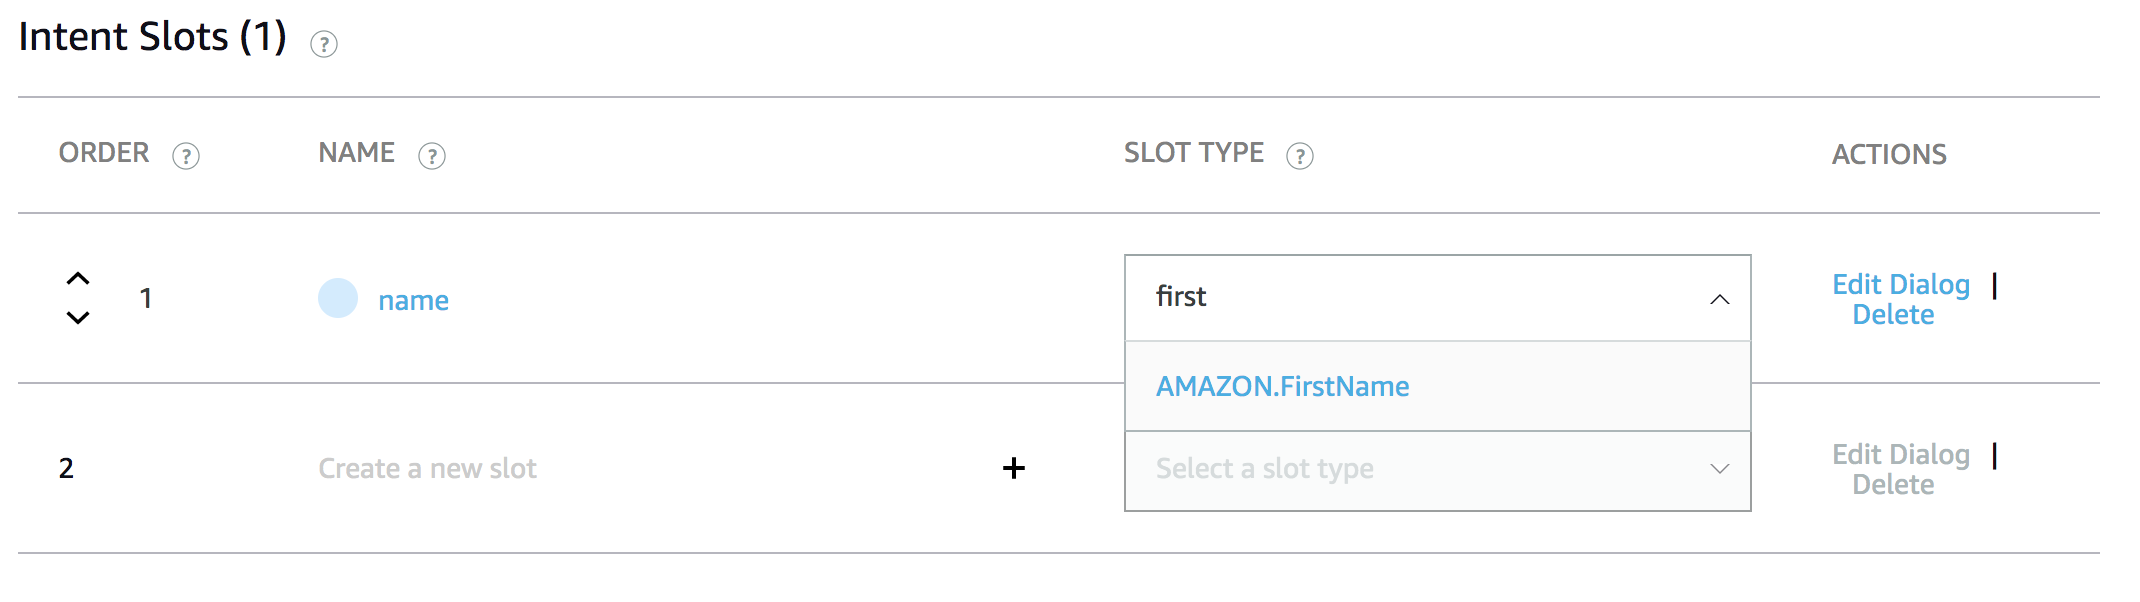 Intent Slots (1) ?
ORDER ? NAME ? SLOT TYPE ? ACTIONS
1 name first Edit Dialog |
Delete
AMAZON.FirstName
2 Create a new slot + Select a slot type Edit Dialog |
Delete